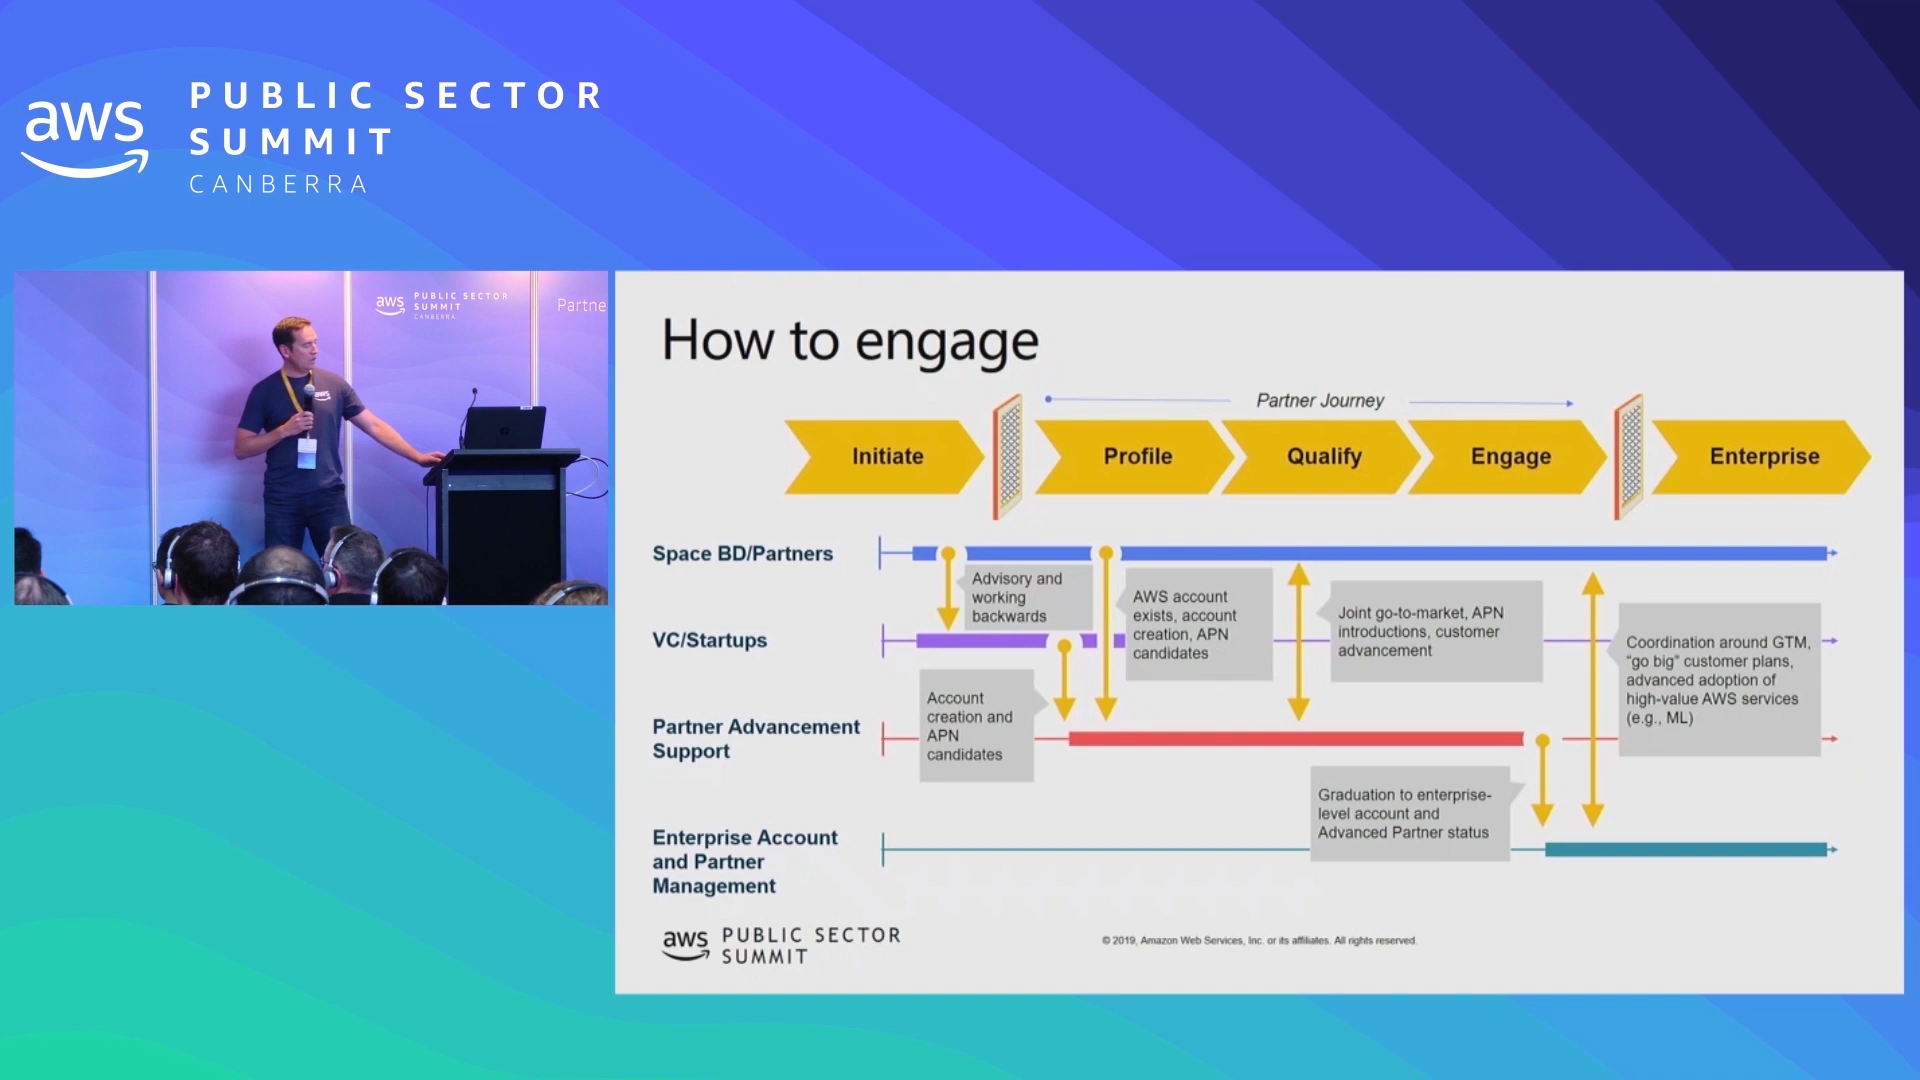 aws
PUBLIC SECTOR
SUMMIT
CANBERRA
aws
PUBLIC SECTOR
SUMMIT
CANBERRA
Partne
aws
How to engage
Partner Journey
Initiate
Profile
Qualify
Engage
Enterprise
Space BD/Partners
Advisory and
working
backwards
AWS account
exists, account
creation, APN
candidates
Joint go-to-market, APN
introductions, customer
advancement
Coordination around GTM,
“go big” customer plans,
advanced adoption of
high-value AWS services
(e.g., ML)
VC/Startups
Account
creation and
APN
candidates
Partner Advancement
Support
Graduation to enterprise-
level account and
Advanced Partner status
Enterprise Account
and Partner
Management
aws
PUBLIC SECTOR
SUMMIT
© 2019, Amazon Web Services, Inc. or its affiliates. All rights reserved.